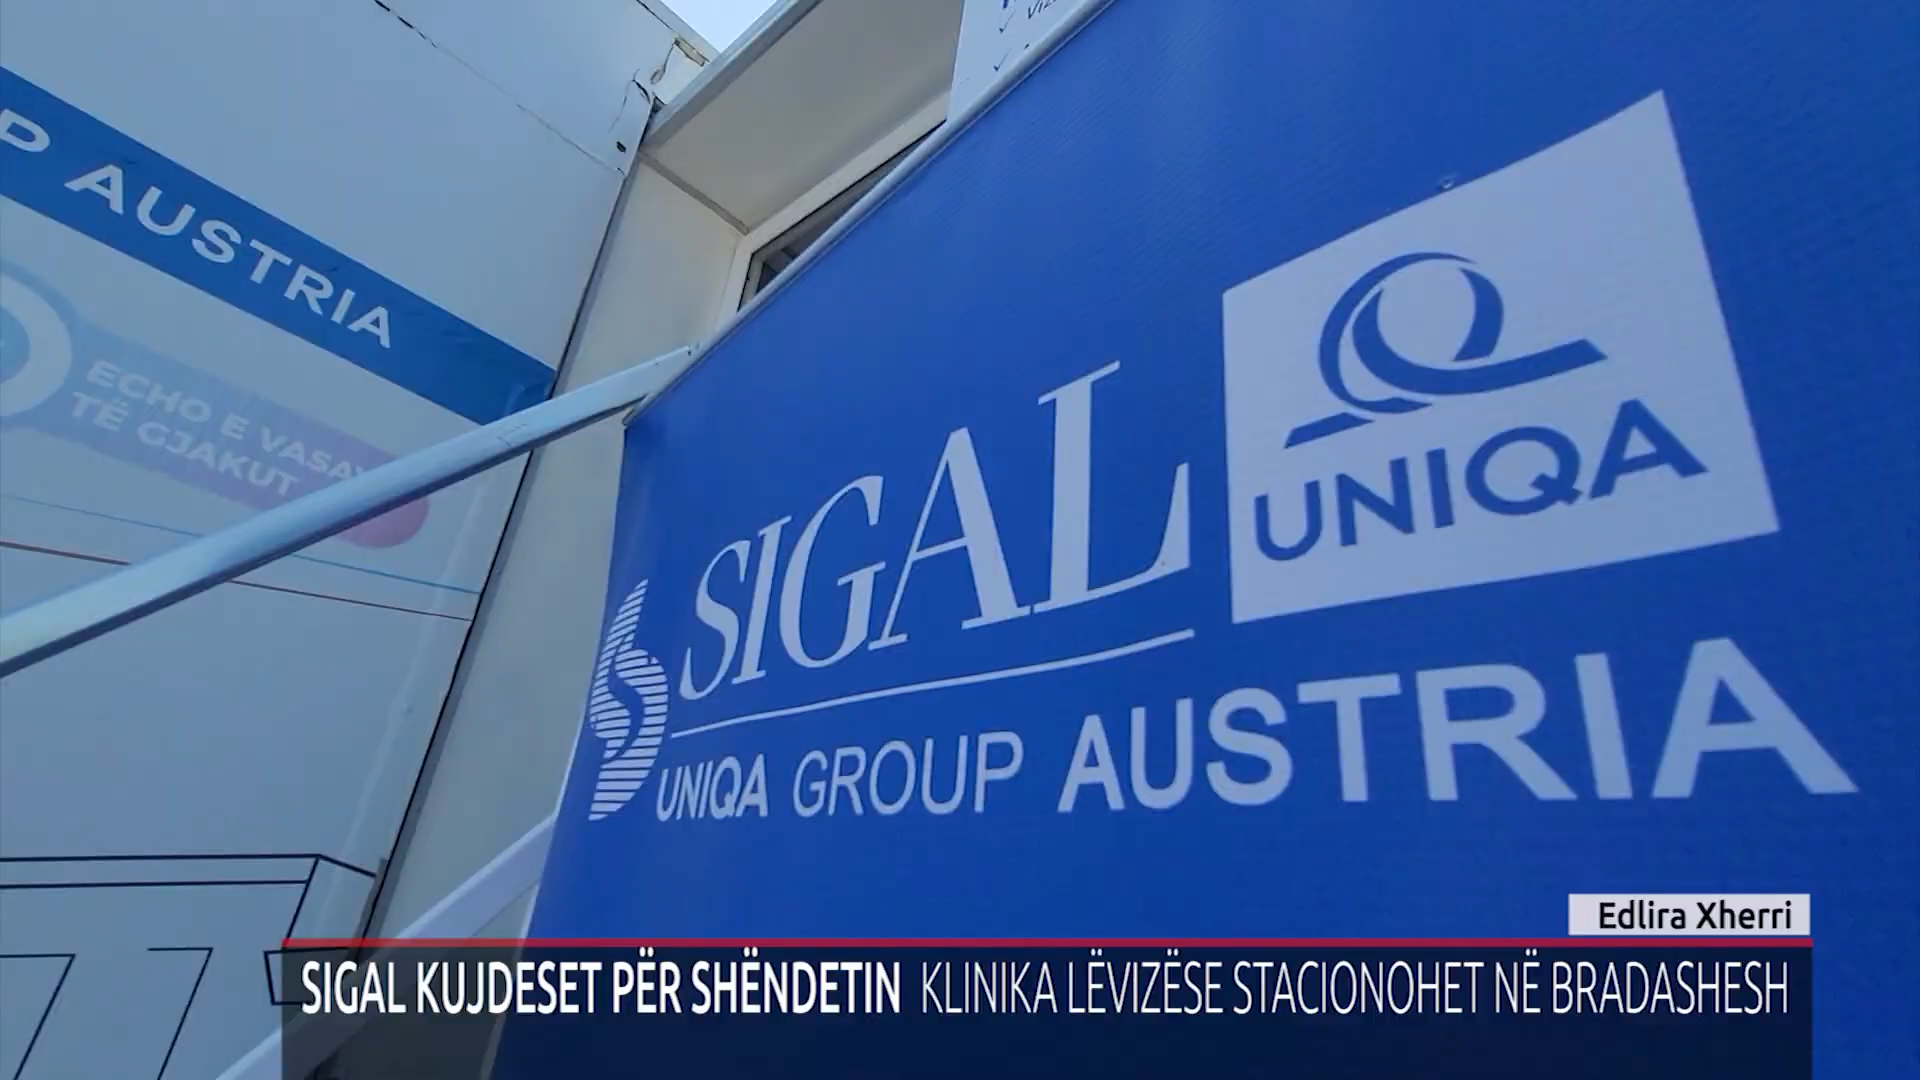 P AUSTRIA
ECHO E VASAV
TË GJAKUT
SIGAL
UNIQA
UNIQA GROUP AUSTRIA
Edlira Xherri
SIGAL KUJDESET PËR SHËNDETIN KLINIKA LËVIZËSE STACIONOHET NË BRADASHESH